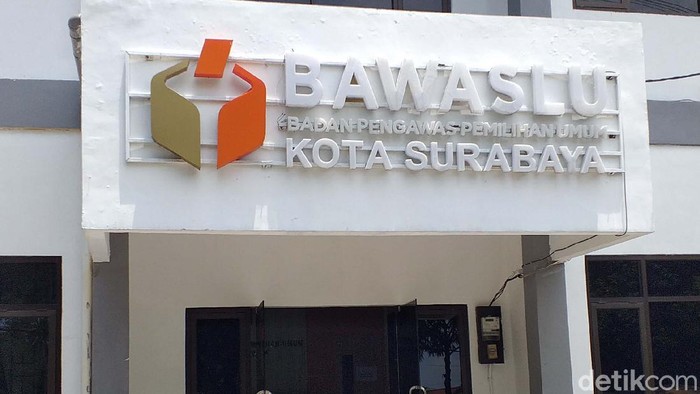 BAWASLU
BADAN PENGAWAS PEMILIHAN UMUM
KOTA SURABAYA
detikcom